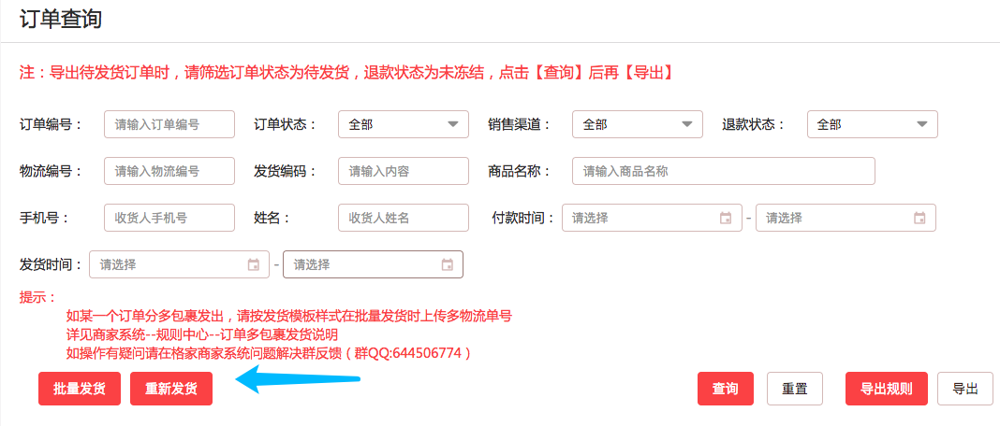 订单查询
注：导出待发货订单时，请筛选订单状态为待发货，退款状态为未冻结，点击【查询】后再【导出】
订单编号： 请输入订单编号 订单状态： 全部 销售渠道： 全部 退款状态： 全部
物流编号： 请输入物流编号 发货编码： 请输入内容 商品名称： 请输入商品名称
手机号： 收货人手机号 姓名： 收货人姓名 付款时间： 请选择 - 请选择
发货时间： 请选择 - 请选择
提示：
如某一个订单分多包裹发出，请按发货模板样式在批量发货时上传多物流单号
详见商家系统--规则中心--订单多包裹发货说明
如操作有疑问请在格家商家系统问题解决群反馈（群QQ:644506774）
批量发货 重新发货 查询 重置 导出规则 导出